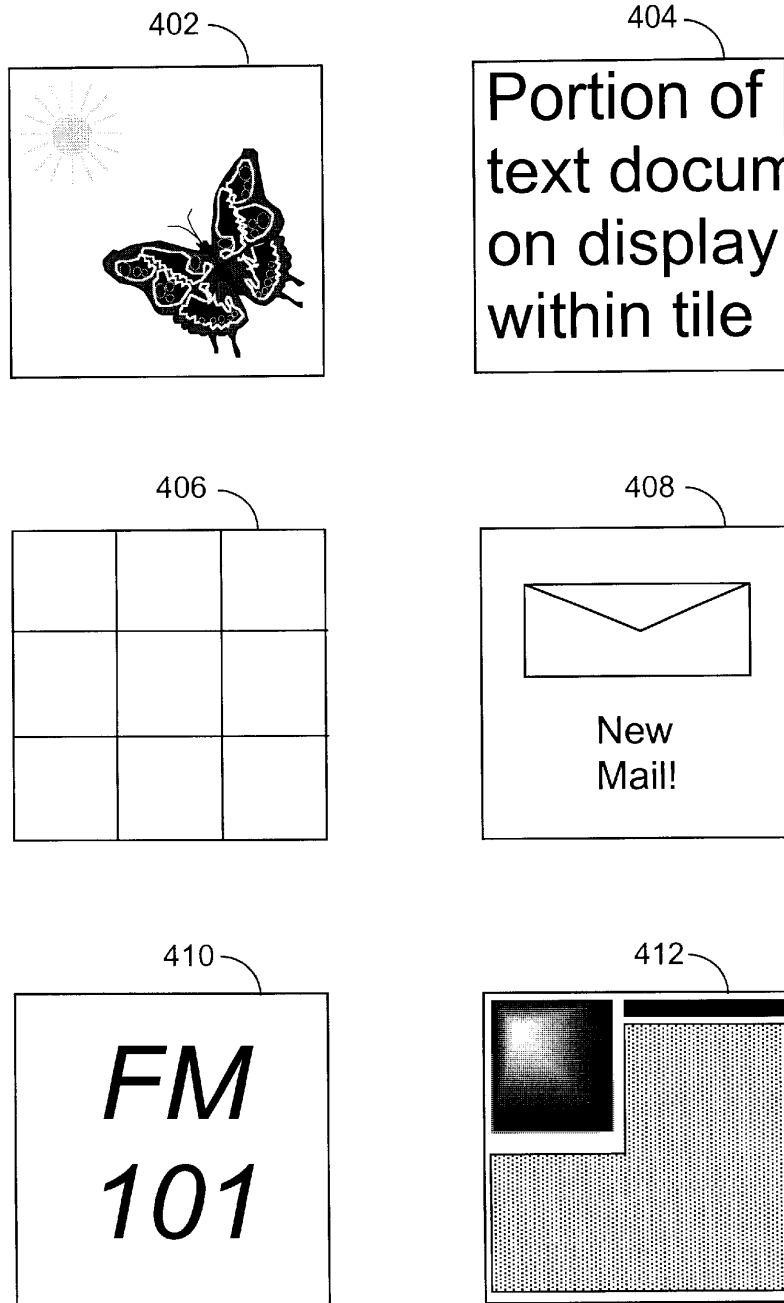 402
404
Portion of
text docum
on display
within tile
406
408
New
Mail!
410
412
FM
101